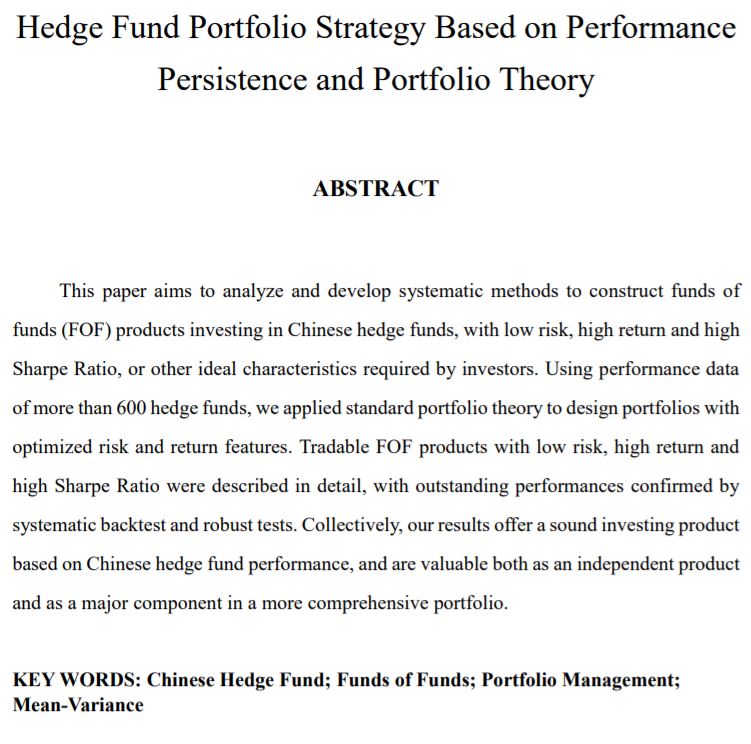 Hedge Fund Portfolio Strategy Based on Performance
Persistence and Portfolio Theory
ABSTRACT
This paper aims to analyze and develop systematic methods to construct funds of
funds (FOF) products investing in Chinese hedge funds, with low risk, high return and high
Sharpe Ratio, or other ideal characteristics required by investors. Using performance data
of more than 600 hedge funds, we applied standard portfolio theory to design portfolios with
optimized risk and return features. Tradable FOF products with low risk, high return and
high Sharpe Ratio were described in detail, with outstanding performances confirmed by
systematic backtest and robust tests. Collectively, our results offer a sound investing product
based on Chinese hedge fund performance, and are valuable both as an independent product
and as a major component in a more comprehensive portfolio.
KEY WORDS: Chinese Hedge Fund; Funds of Funds; Portfolio Management;
Mean-Variance